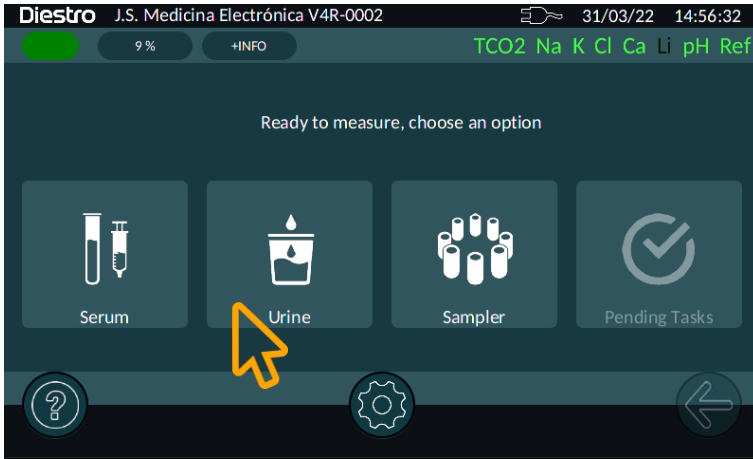 Diestro J.S. Medicina Electrónica V4R-0002 31/03/22 14:56:32
9 % +INFO TCO2 Na K Cl Ca Li pH Ref
Ready to measure, choose an option
Serum Urine Sampler Pending Tasks
?